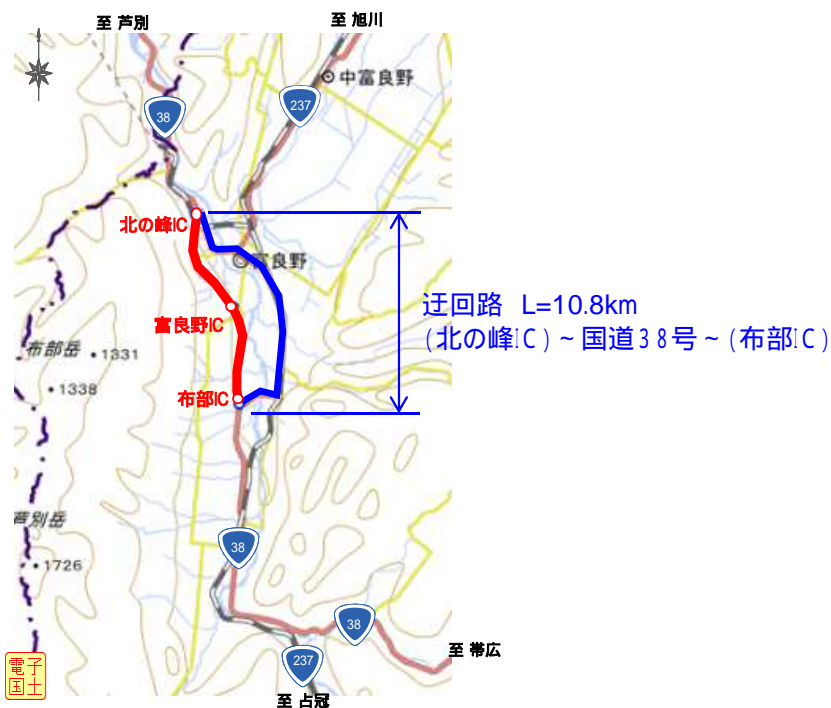 至 芦別
至 旭川
中富良野
38
237
北の峰IC
富良野
迂回路 L=10.8km
(北の峰IC) ~ 国道38号 ~ (布部IC)
富良野IC
布部岳
・1331
・1338
布部IC
芦別岳
38
・1726
38
至 帯広
237
電子
国土
至 占冠